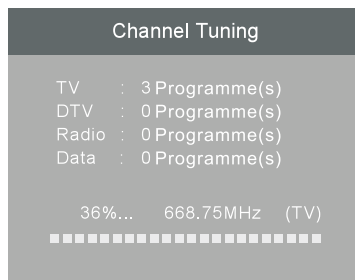 Channel Tuning
TV : 3 Programme(s)
DTV : 0 Programme(s)
Radio : 0 Programme(s)
Data : 0 Programme(s)
36%... 668.75MHz (TV)